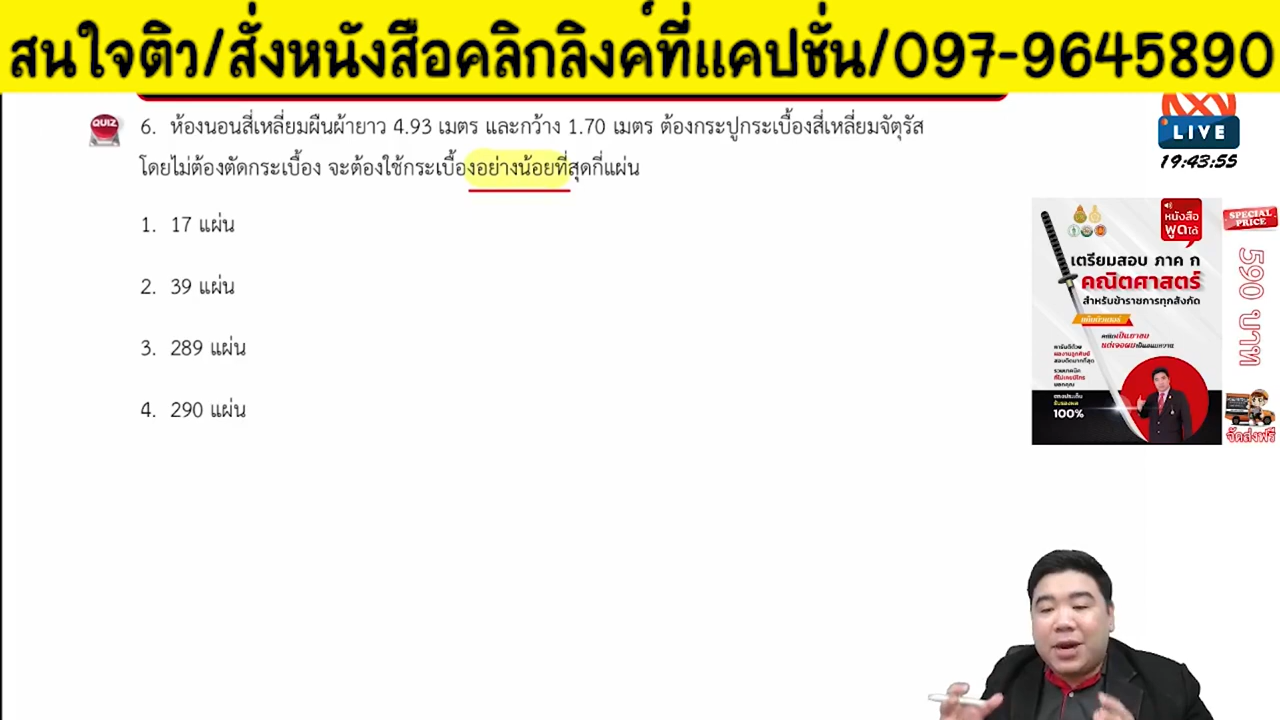 สนใจติว/สั่งหนังสือคลิกลิงค์ที่แคปชั่น/097-9645890
QUIZ
6. ห้องนอนสี่เหลี่ยมผืนผ้ายาว 4.93 เมตร และกว้าง 1.70 เมตร ต้องกระปูกระเบื้องสี่เหลี่ยมจัตุรัส
โดยไม่ต้องตัดกระเบื้อง จะต้องใช้กระเบื้องอย่างน้อยที่สุดกี่แผ่น
1. 17 แผ่น
2. 39 แผ่น
3. 289 แผ่น
4. 290 แผ่น
LIVE
19:43:55
หนังสือ
พูดได้
เตรียมสอบ ภาค ก
คณิตศาสตร์
สำหรับข้าราชการทุกสังกัด
100%
SPECIAL
PRICE
590 บาท
จัดส่งฟรี